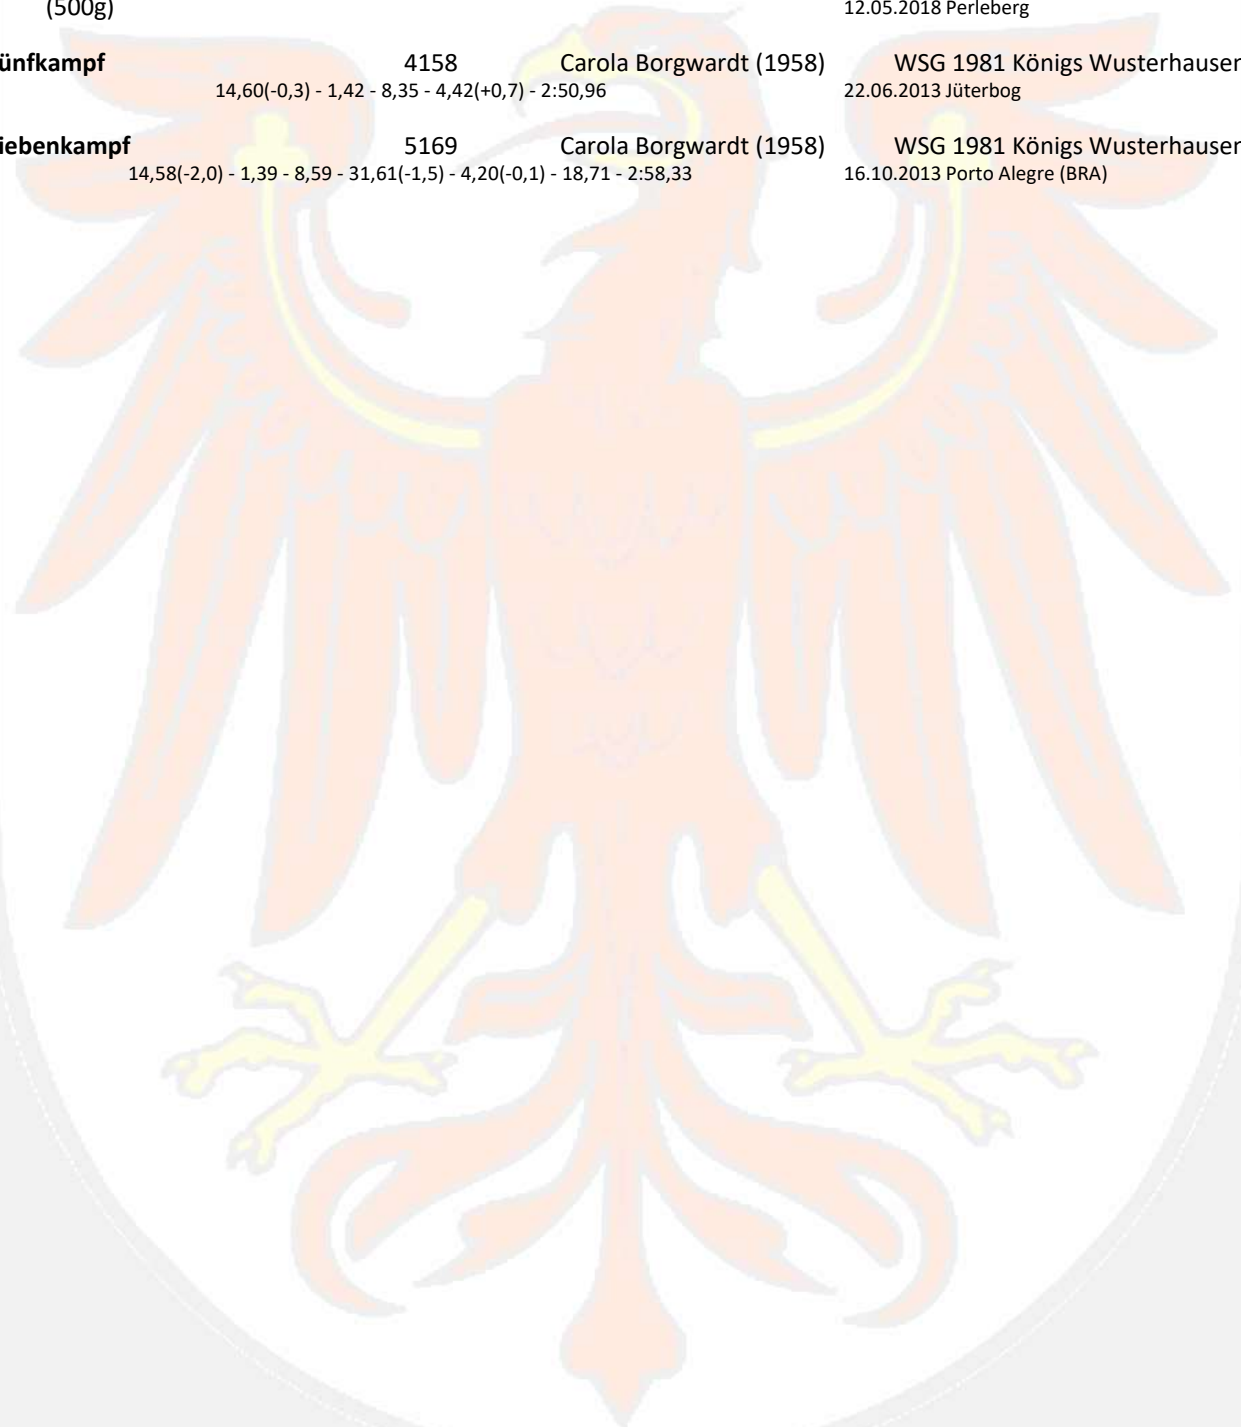 (500g) 12.05.2018 Perleberg
ünfkampf 4158 Carola Borgwardt (1958) WSG 1981 Königs Wusterhausen
14,60(-0,3) - 1,42 - 8,35 - 4,42(+0,7) - 2:50,96 22.06.2013 Jüterbog
iebenkampf 5169 Carola Borgwardt (1958) WSG 1981 Königs Wusterhausen
14,58(-2,0) - 1,39 - 8,59 - 31,61(-1,5) - 4,20(-0,1) - 18,71 - 2:58,33 16.10.2013 Porto Alegre (BRA)